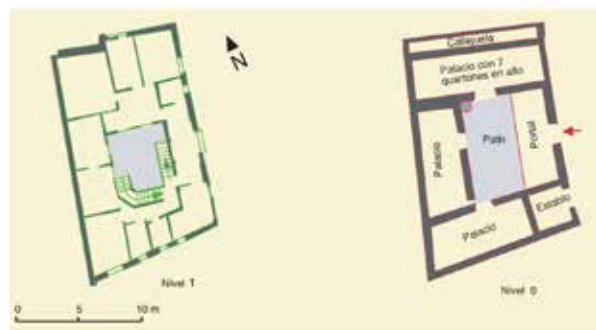 N
Nivel 1
0 5 10 m
Callejuela
Palacio con 7
quartones en alto
Palacio
Patio
Portal
Palacio
Establo
Nivel 0